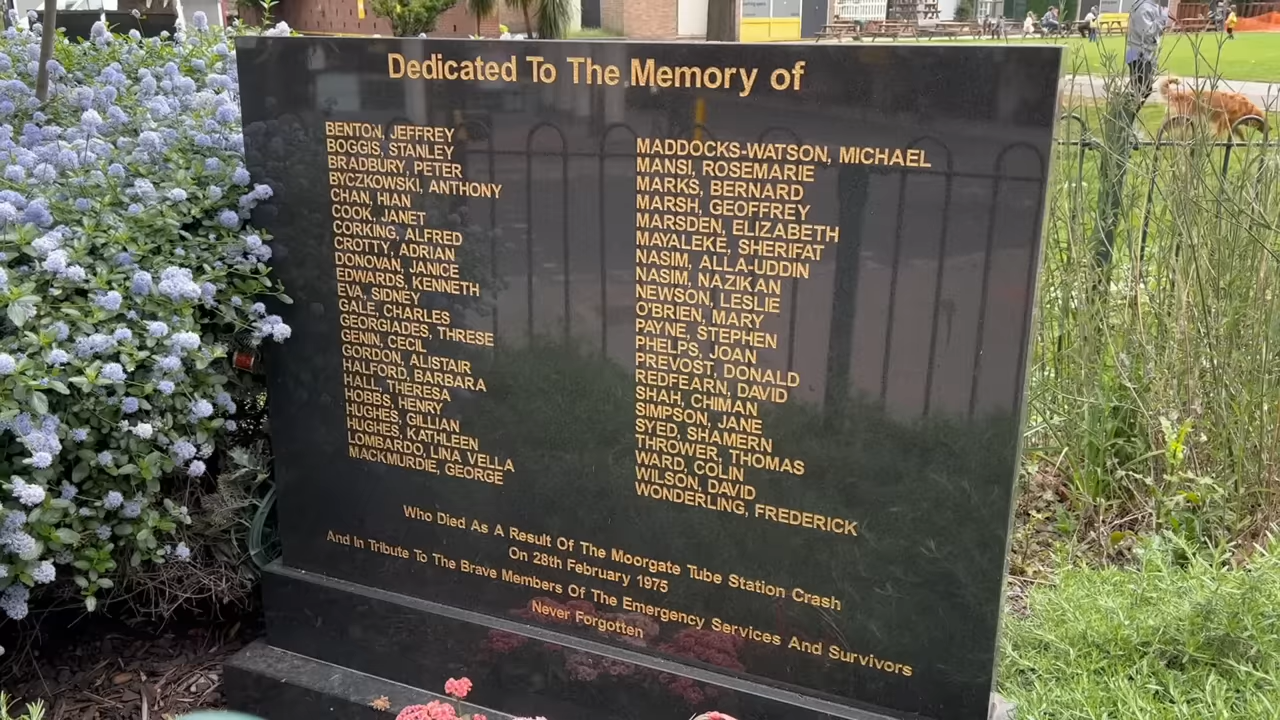 Dedicated To The Memory of
BENTON, JEFFREY
BOGGIS, STANLEY
BRADBURY, PETER
BYCZKOWSKI, ANTHONY
CHAN, HIAN
COOK, JANET
CORKING, ALFRED
CROTTY, ADRIAN
DONOVAN, JANICE
EDWARDS, KENNETH
EVA, SIDNEY
GALE, CHARLES
GEORGIADES, THRESE
GENIN, CECIL
GORDON, ALISTAIR
HALFORD, BARBARA
HALL, THERESA
HOBBS, HENRY
HUGHES, GILLIAN
HUGHES, KATHLEEN
LOMBARDO, LINA VELLA
MACKMURDIE, GEORGE
MADDOCKS-WATSON, MICHAEL
MANSI, ROSEMARIE
MARKS, BERNARD
MARSH, GEOFFREY
MARSDEN, ELIZABETH
MAYALEKE, SHERIFAT
NASIM, ALLA-UDDIN
NASIM, NAZIKAN
NEWSON, LESLIE
O'BRIEN, MARY
PAYNE, STEPHEN
PHELPS, JOAN
PREVOST, DONALD
REDFEARN, DAVID
SHAH, CHIMAN
SIMPSON, JANE
SYED, SHAMERN
THROWER, THOMAS
WARD, COLIN
WILSON, DAVID
WONDERLING, FREDERICK
Who Died As A Result Of The Moorgate Tube Station Crash
On 28th February 1975
And In Tribute To The Brave Members Of The Emergency Services And Survivors
Never Forgotten